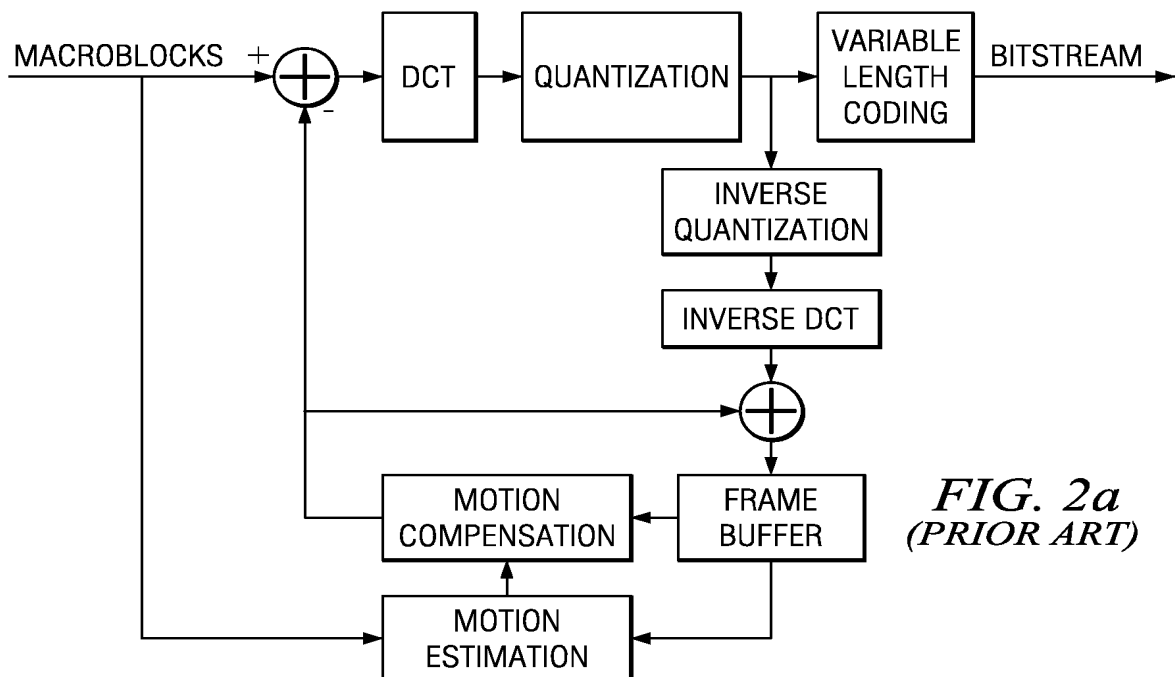 MACROBLOCKS
+
-
DCT
QUANTIZATION
VARIABLE
LENGTH
CODING
BITSTREAM
INVERSE
QUANTIZATION
INVERSE DCT
MOTION
COMPENSATION
FRAME
BUFFER
FIG. 2a
(PRIOR ART)
MOTION
ESTIMATION